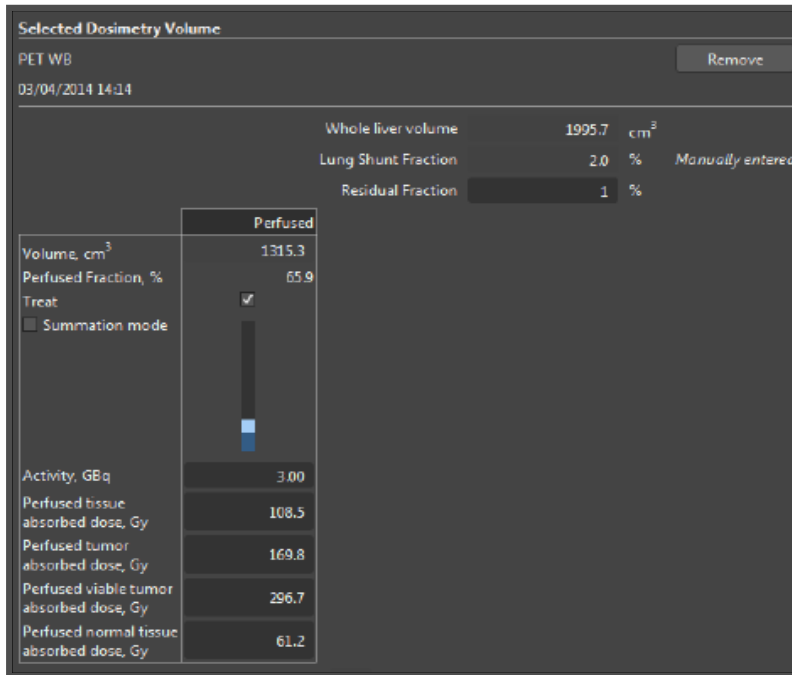 Selected Dosimetry Volume
PET WB
Remove
03/04/2014 14:14
Whole liver volume 1995.7 cm³
Lung Shunt Fraction 2.0 % Manually entered
Residual Fraction 1 %
Perfused
Volume, cm³ 1315.3
Perfused Fraction, % 65.9
Treat
Summation mode
Activity, GBq 3.00
Perfused tissue
absorbed dose, Gy 108.5
Perfused tumor
absorbed dose, Gy 169.8
Perfused viable tumor
absorbed dose, Gy 296.7
Perfused normal tissue
absorbed dose, Gy 61.2